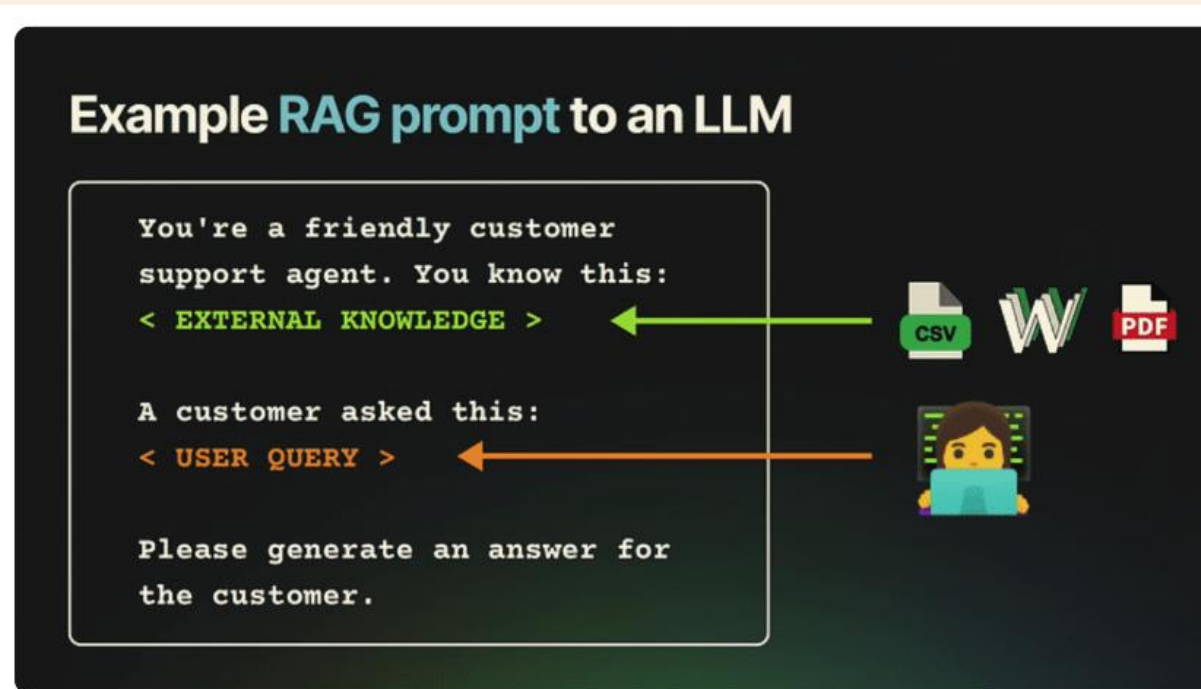 Example RAG prompt to an LLM
You're a friendly customer
support agent. You know this:
< EXTERNAL KNOWLEDGE >
CSV
W
PDF
A customer asked this:
< USER QUERY >
Please generate an answer for
the customer.